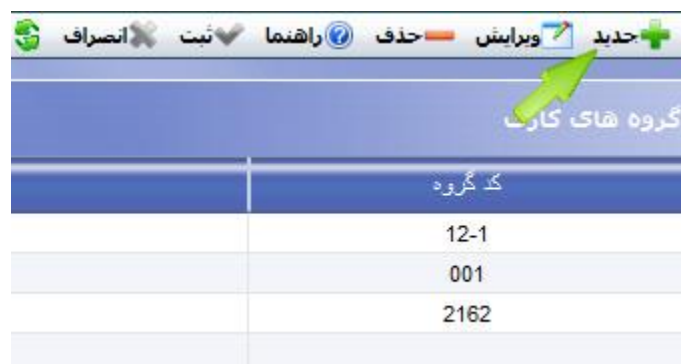 جدید ویرایش حذف راهنما ثبت انصراف
گروه های کارت
کد گروه
12-1
001
2162